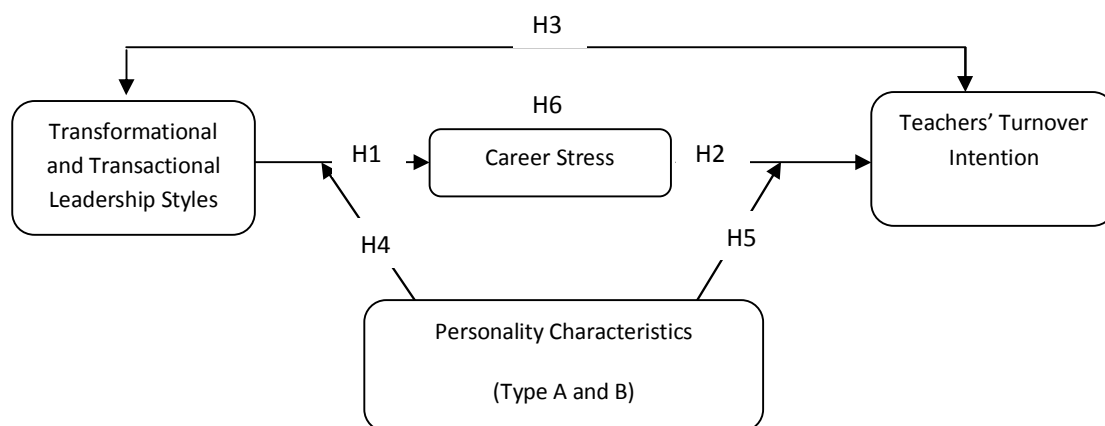 H3
H6
Transformational
and Transactional
Leadership Styles
H1
Career Stress
H2
Teachers’ Turnover
Intention
H4
H5
Personality Characteristics
(Type A and B)